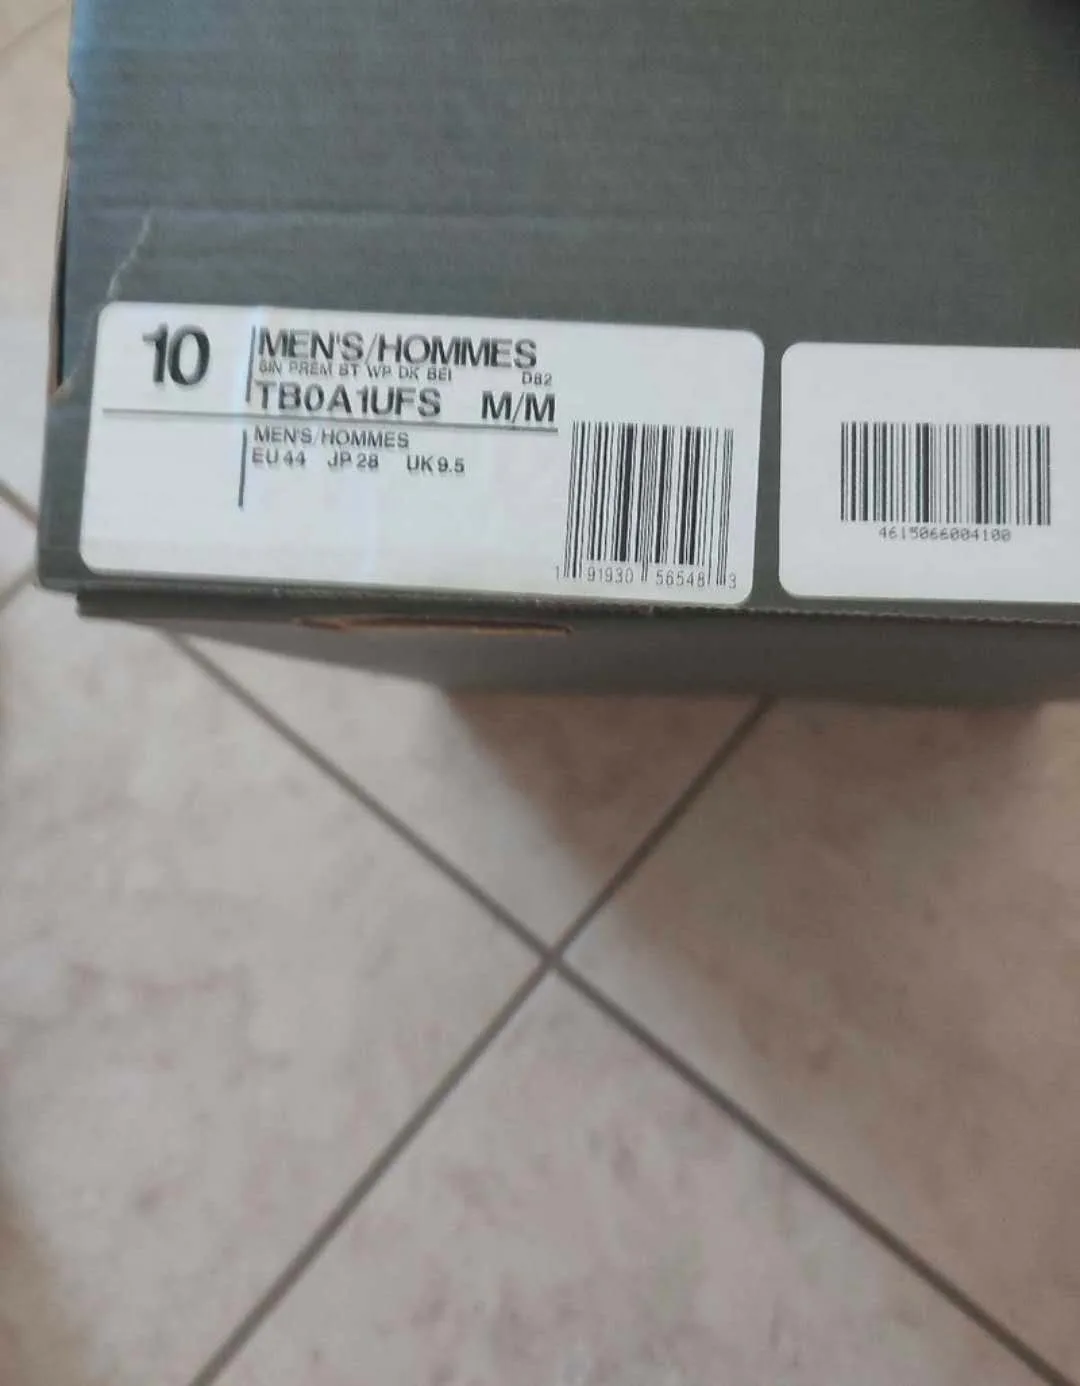 10
MEN'S/HOMMES
6IN PREM BT WP DK BEI D82
TB0A1UFS M/M
MEN'S/HOMMES
EU 44 JP 28 UK 9.5
1 91930 56548 3
4615066004100